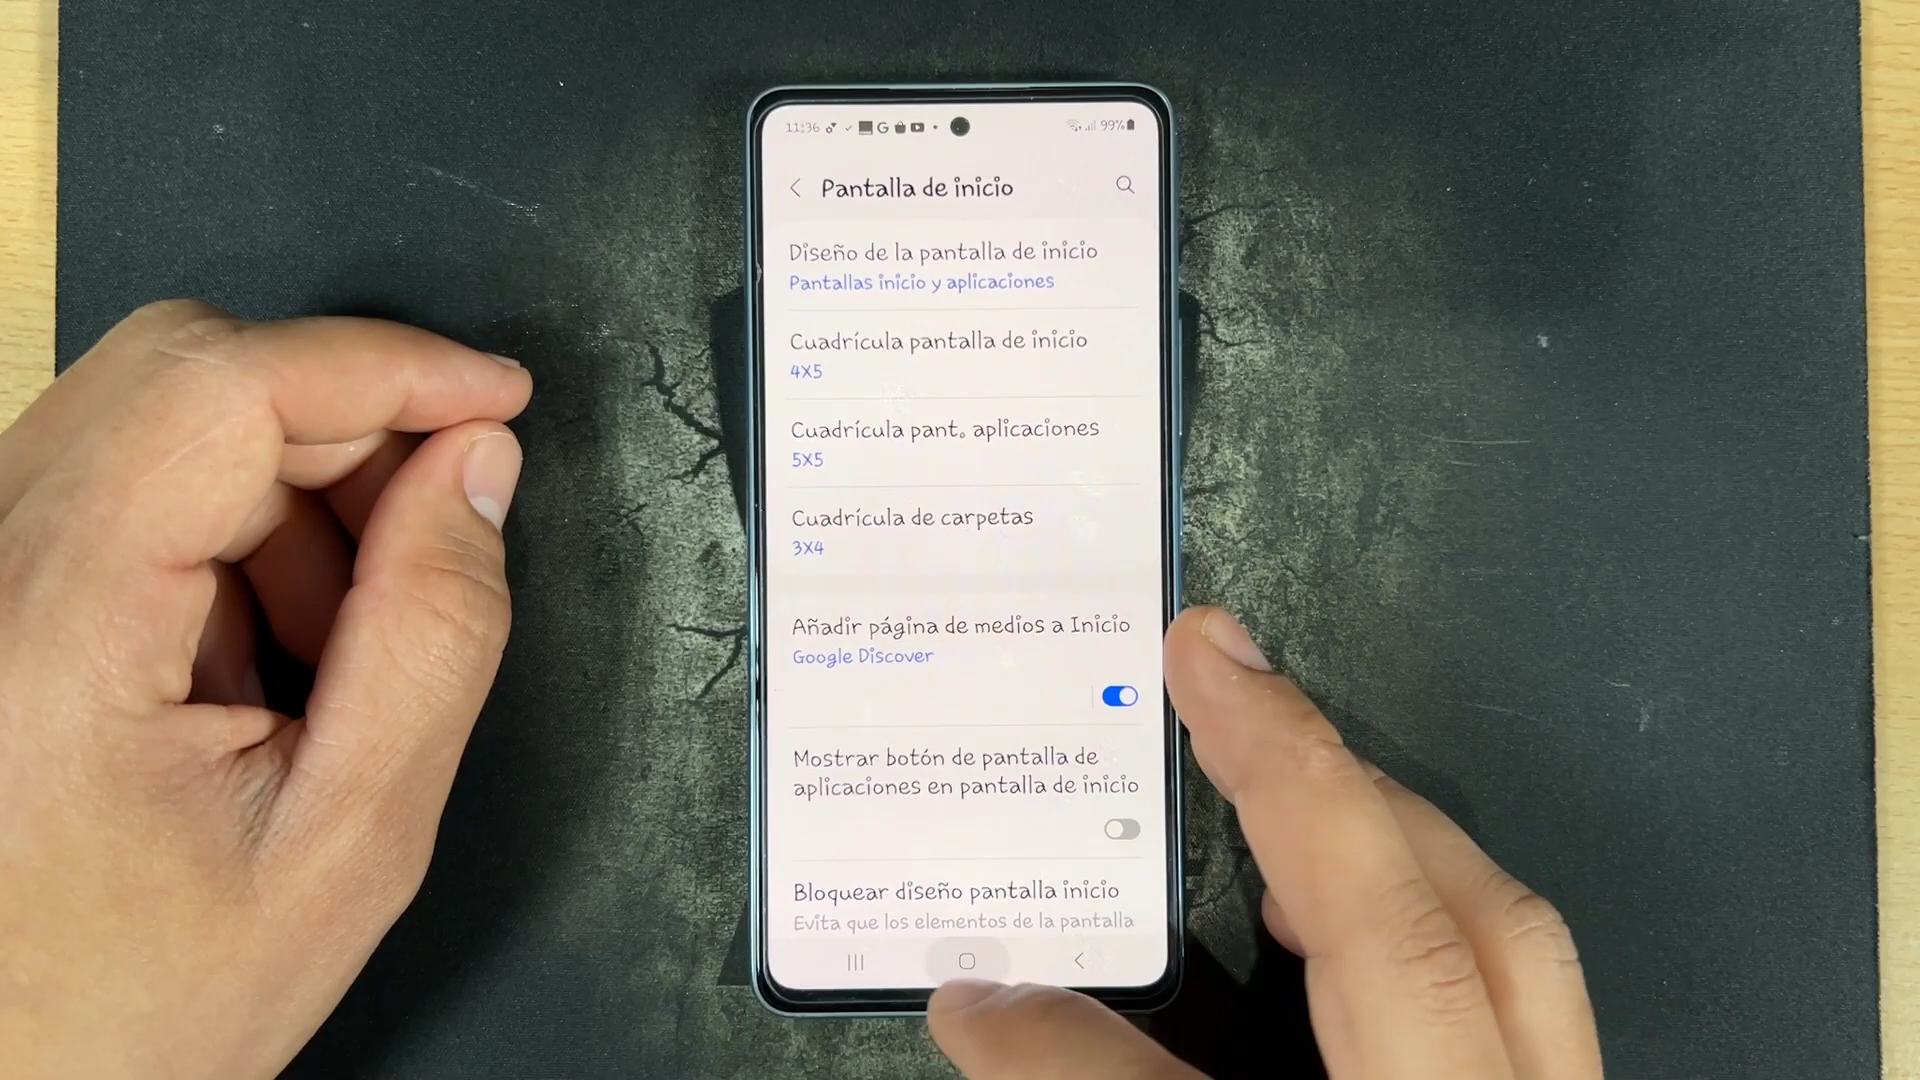 11:36 G 99%
Pantalla de inicio
Diseño de la pantalla de inicio
Pantallas inicio y aplicaciones
Cuadrícula pantalla de inicio
4X5
Cuadrícula pant. aplicaciones
5X5
Cuadrícula de carpetas
3X4
Añadir página de medios a Inicio
Google Discover
Mostrar botón de pantalla de
aplicaciones en pantalla de inicio
Bloquear diseño pantalla inicio
Evita que los elementos de la pantalla